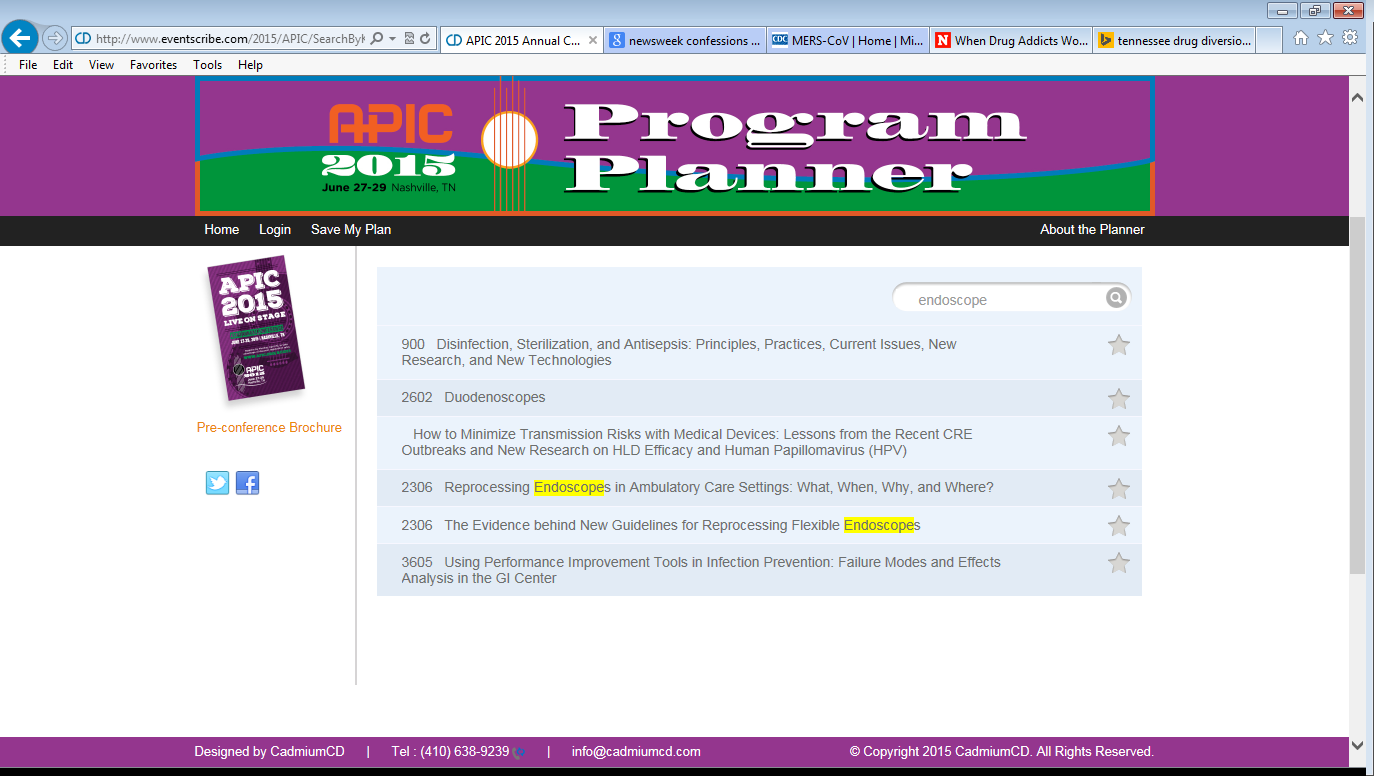 http://www.eventscribe.com/2015/APIC/SearchByK
APIC 2015 Annual C...
newsweek confessions ...
CDC MERS-CoV | Home | Mi...
N When Drug Addicts Wo...
tennessee drug diversio...
File Edit View Favorites Tools Help
APIC
2015
June 27-29 Nashville, TN
Program
Planner
Home Login Save My Plan About the Planner
APIC
2015
LIVE ON STAGE
APIC
2015
Pre-conference Brochure
endoscope
900 Disinfection, Sterilization, and Antisepsis: Principles, Practices, Current Issues, New
Research, and New Technologies
2602 Duodenoscopes
How to Minimize Transmission Risks with Medical Devices: Lessons from the Recent CRE
Outbreaks and New Research on HLD Efficacy and Human Papillomavirus (HPV)
2306 Reprocessing Endoscopes in Ambulatory Care Settings: What, When, Why, and Where?
2306 The Evidence behind New Guidelines for Reprocessing Flexible Endoscopes
3605 Using Performance Improvement Tools in Infection Prevention: Failure Modes and Effects
Analysis in the GI Center
Designed by CadmiumCD | Tel : (410) 638-9239 | info@cadmiumcd.com © Copyright 2015 CadmiumCD. All Rights Reserved.